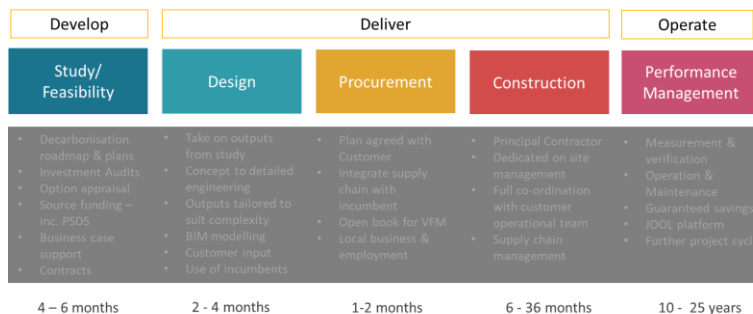 Develop
Deliver
Operate
Study/
Feasibility
Design
Procurement
Construction
Performance
Management
• Decarbonisation
roadmap & plans
• Investment Audits
• Option appraisal
• Source funding –
inc. PSDS
• Business case
support
• Contracts
• Take on outputs
from study
• Concept to detailed
engineering
• Outputs tailored to
suit complexity
• BIM modelling
• Customer input
• Use of incumbents
• Plan agreed with
Customer
• Integrate supply
chain with
incumbent
• Open book for VFM
• Local business &
employment
• Principal Contractor
• Dedicated on site
management
• Full co-ordination
with customer
operational team
• Supply chain
management
• Measurement &
verification
• Operation &
Maintenance
• Guaranteed savings
• JOOL platform
• Further project cycl
4 – 6 months
2 - 4 months
1-2 months
6 - 36 months
10 - 25 years